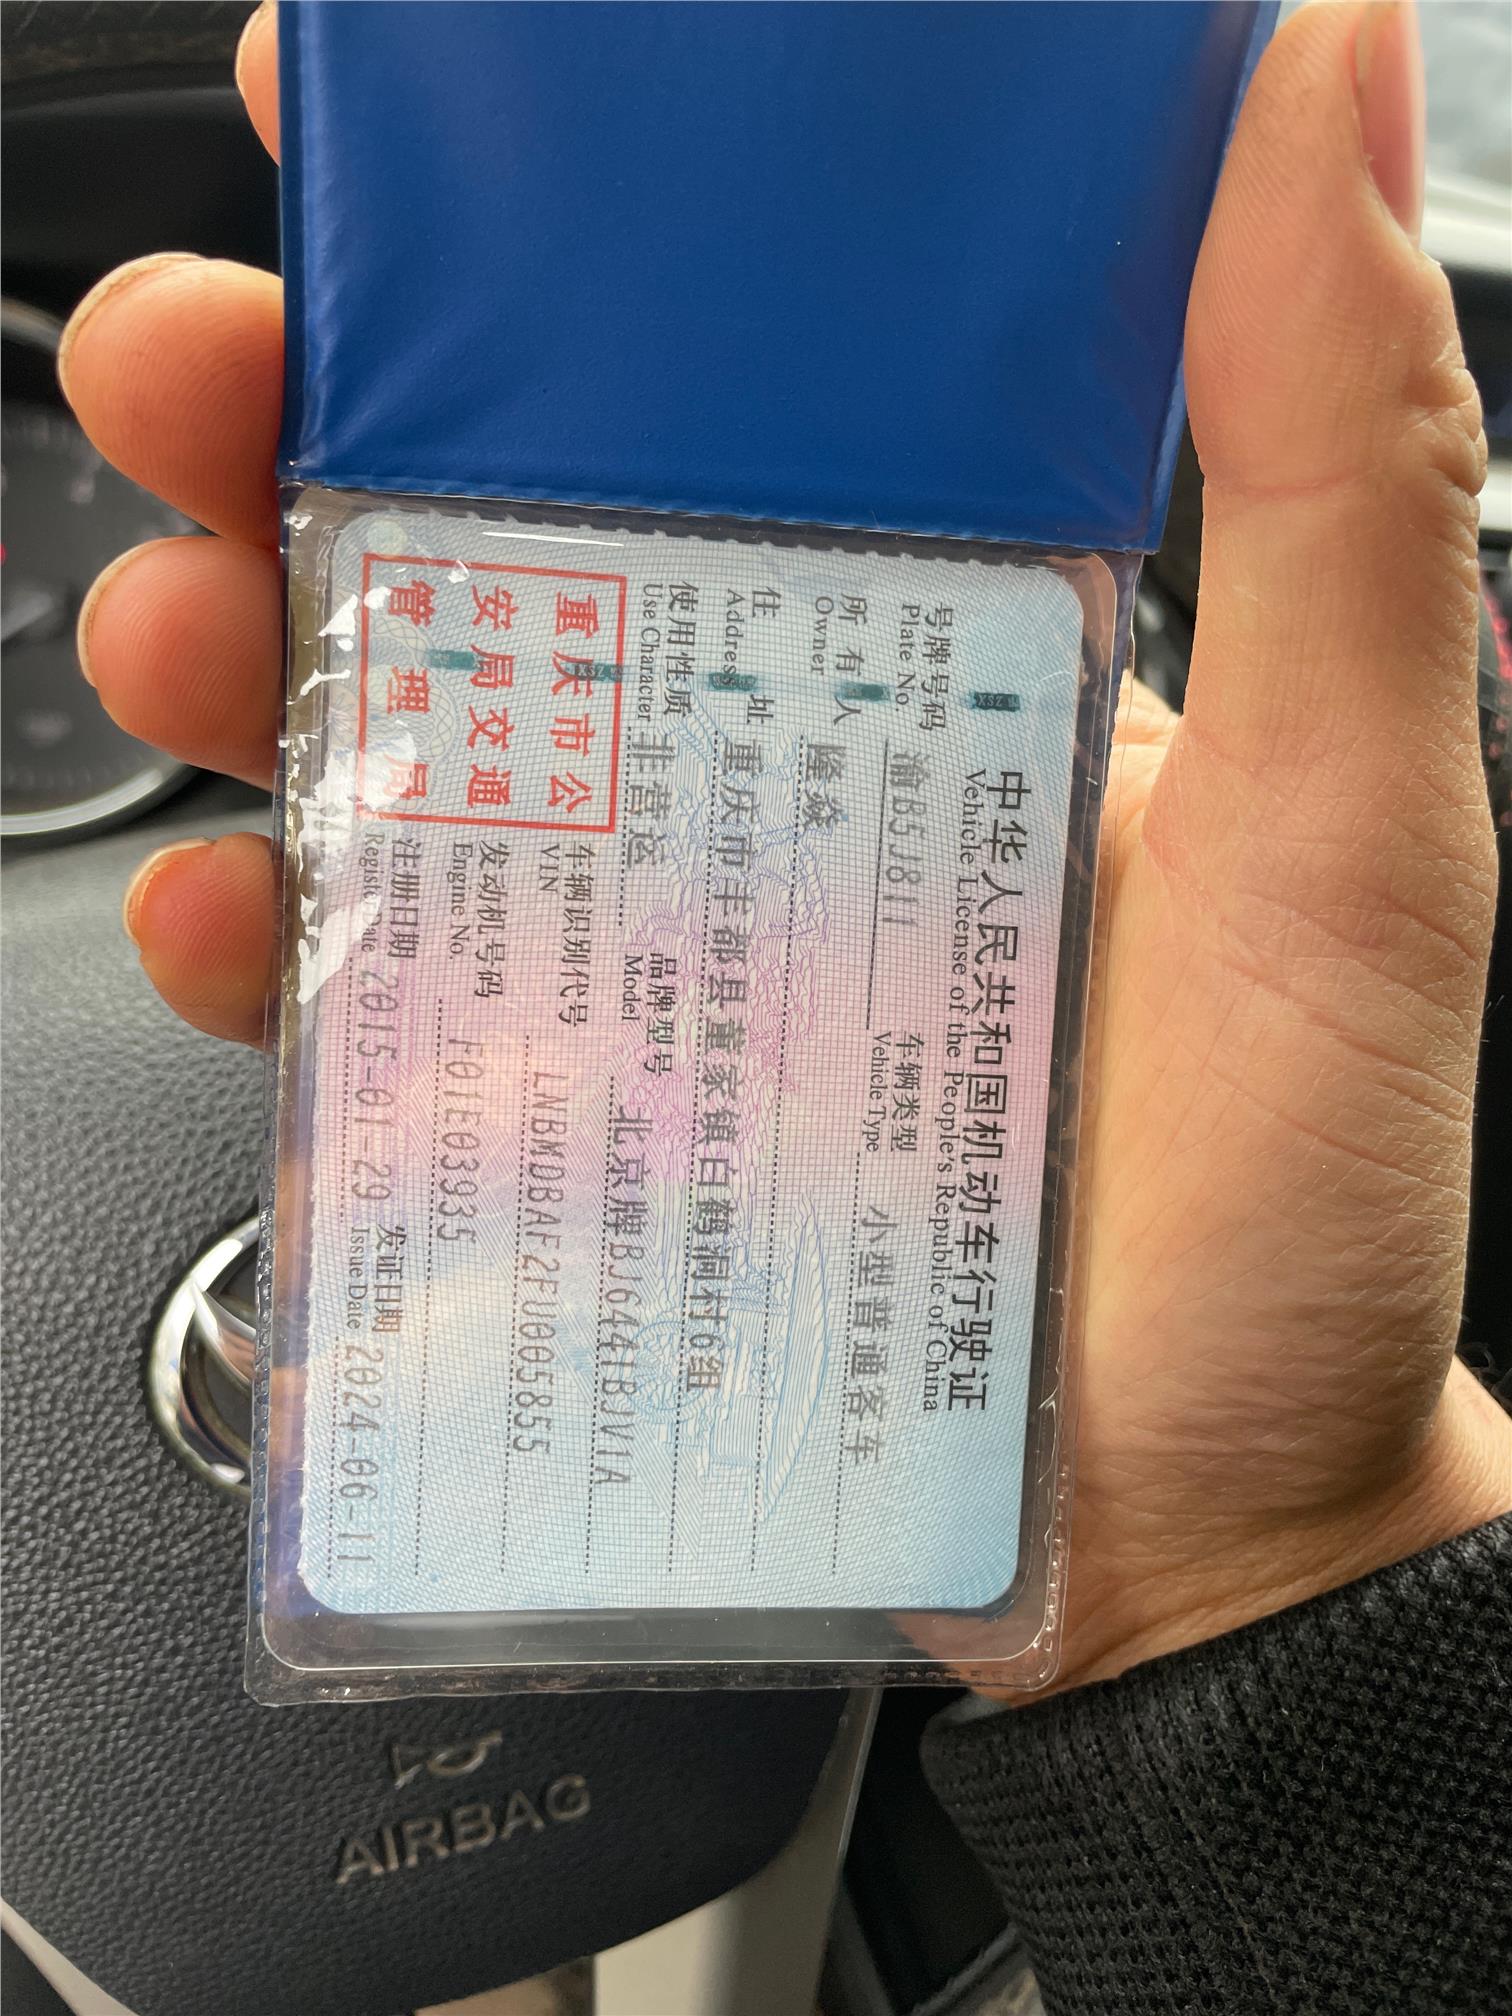 中华人民共和国机动车行驶证
Vehicle License of the People's Republic of China
号牌号码 渝B5J811 车辆类型 小型普通客车
Plate No. Vehicle Type
所有人 隆焱
Owner
住址 重庆市丰都县董家镇白鹤洞村6组
Address
使用性质 非营运 品牌型号 北京牌BJ6441BJV1A
Use Character Model
重庆市公
安局交通
管理局
车辆识别代号 LNBMDBAF2FU005855
VIN
发动机号码 F01E03935
Engine No.
注册日期 2015-01-29 发证日期 2024-06-11
Register Date Issue Date
AIRBAG